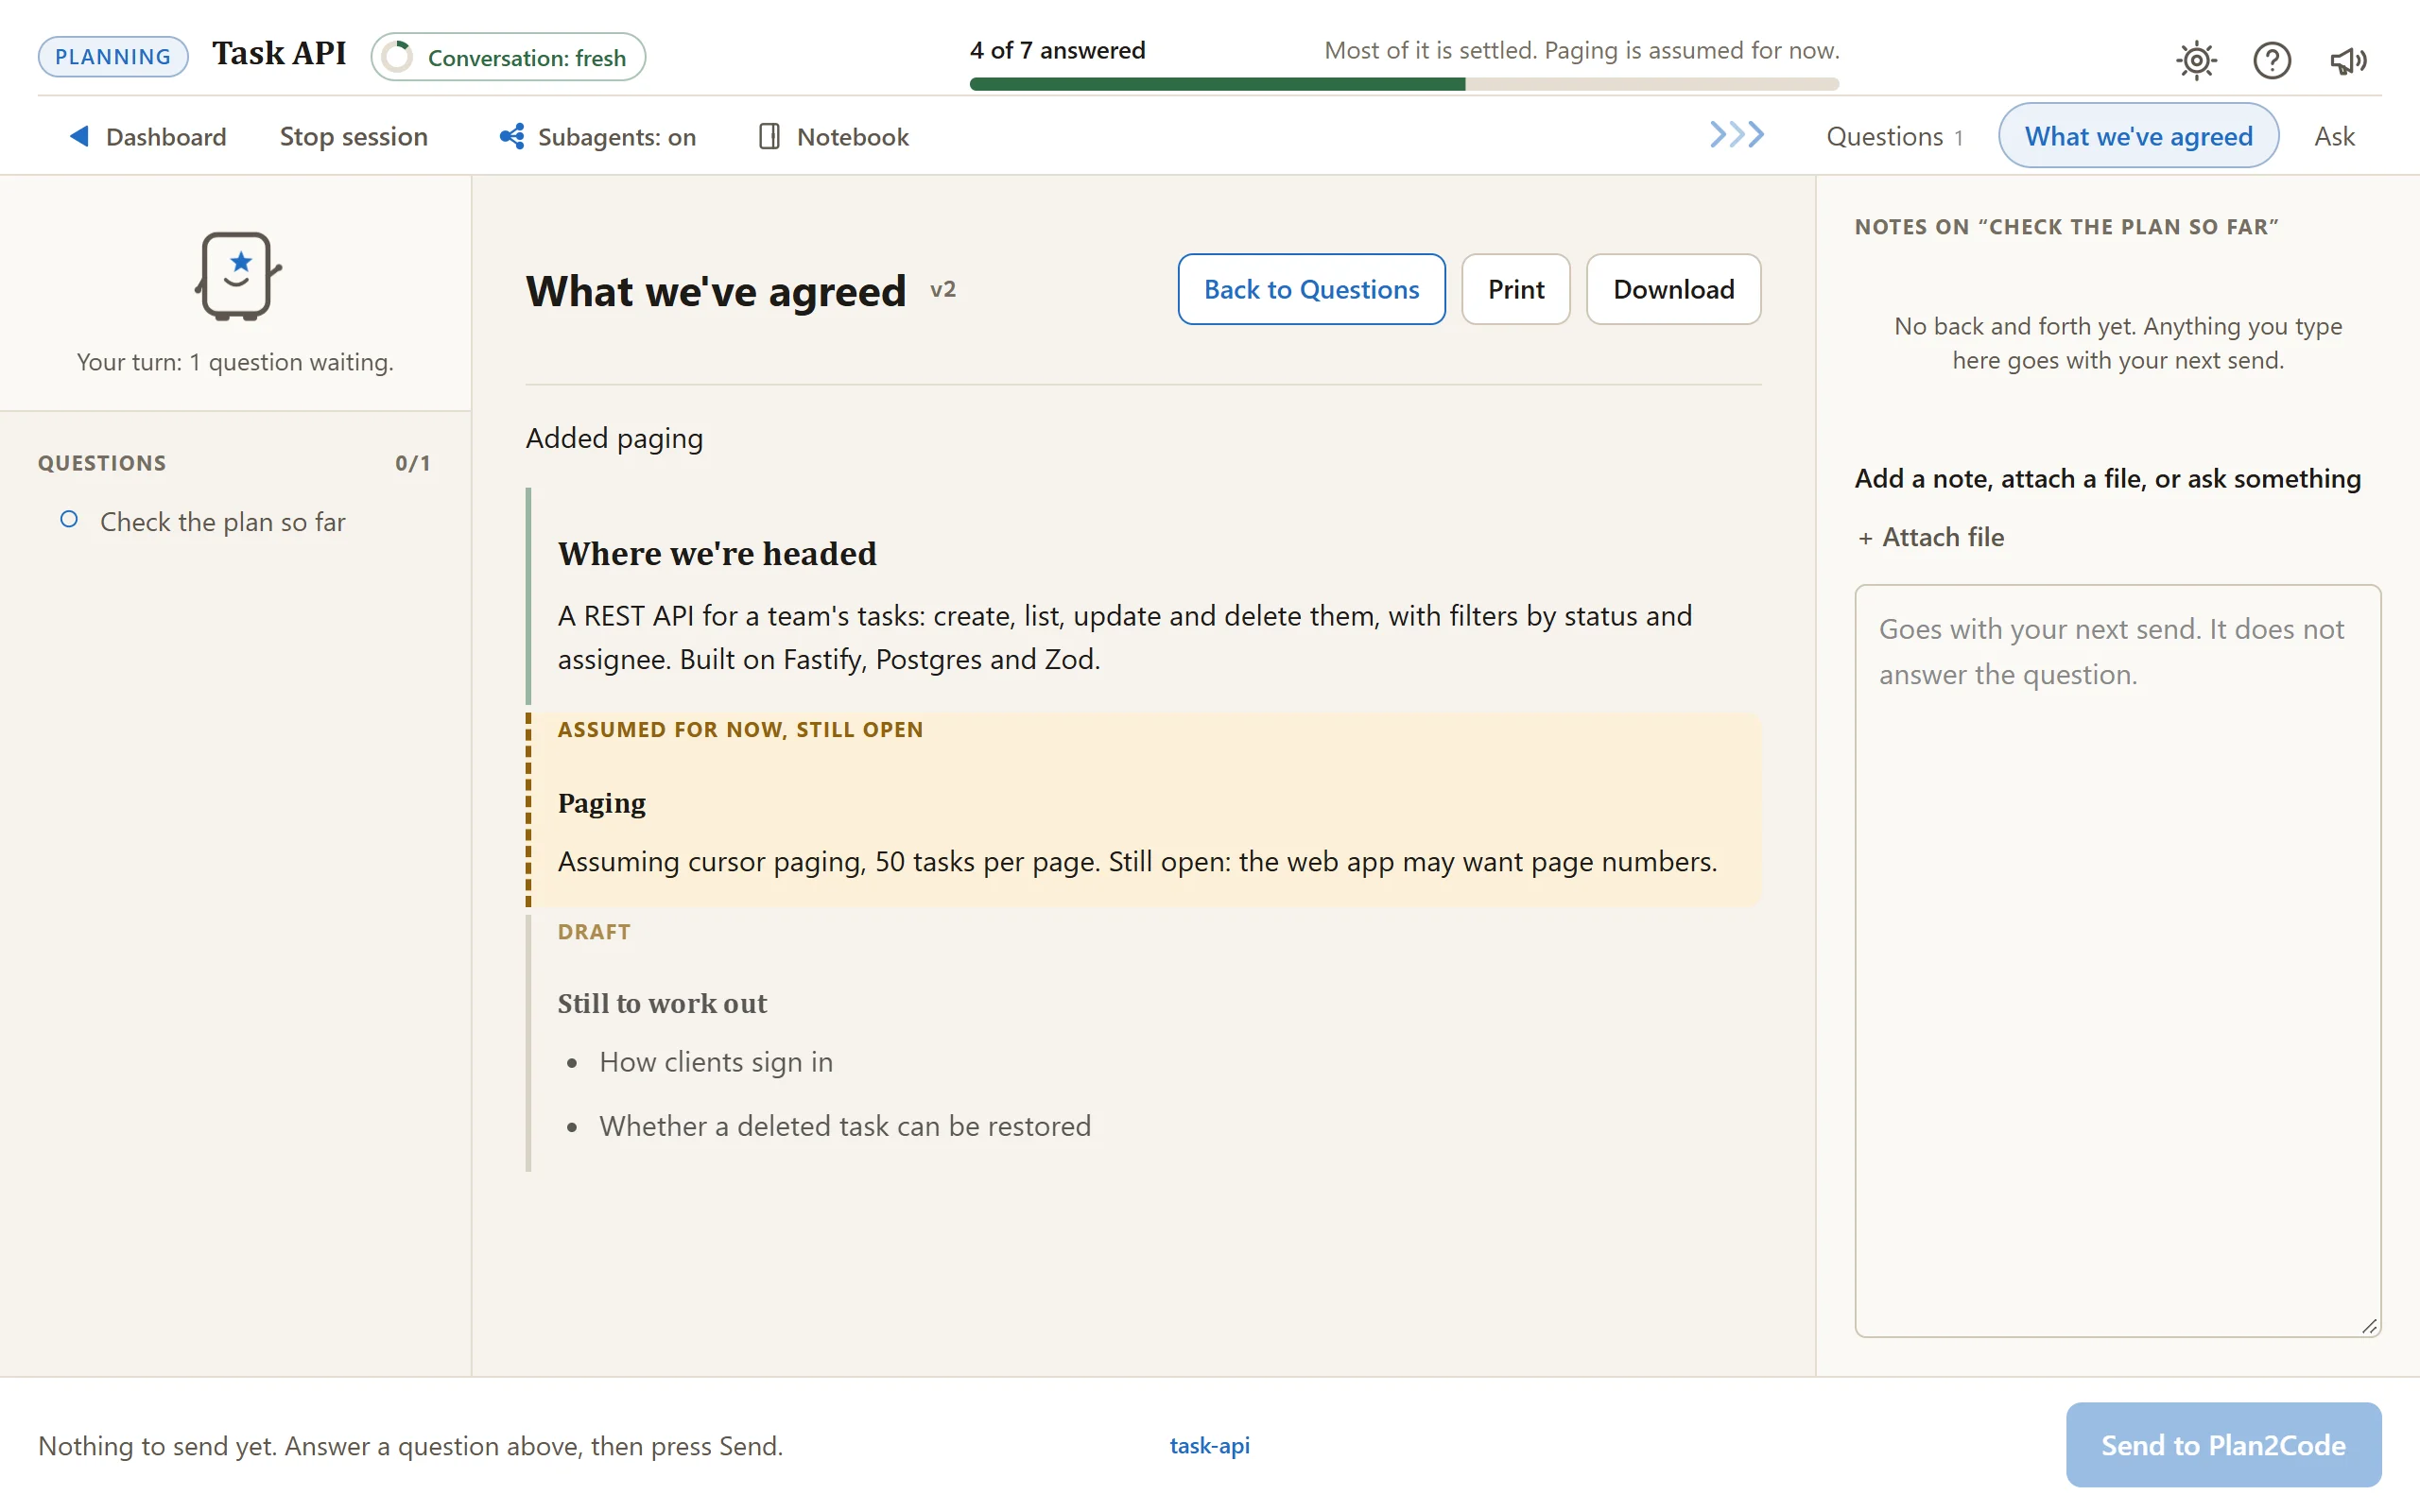 PLANNING
Task API
Conversation: fresh
4 of 7 answered
Most of it is settled. Paging is assumed for now.
Dashboard
Stop session
Subagents: on
Notebook
Questions 1
What we've agreed
Ask
Your turn: 1 question waiting.
QUESTIONS 0/1
Check the plan so far
What we've agreed v2
Back to Questions
Print
Download
Added paging
Where we're headed
A REST API for a team's tasks: create, list, update and delete them, with filters by status and
assignee. Built on Fastify, Postgres and Zod.
ASSUMED FOR NOW, STILL OPEN
Paging
Assuming cursor paging, 50 tasks per page. Still open: the web app may want page numbers.
DRAFT
Still to work out
• How clients sign in
• Whether a deleted task can be restored
NOTES ON “CHECK THE PLAN SO FAR”
No back and forth yet. Anything you type
here goes with your next send.
Add a note, attach a file, or ask something
+ Attach file
Goes with your next send. It does not
answer the question.
Nothing to send yet. Answer a question above, then press Send.
task-api
Send to Plan2Code